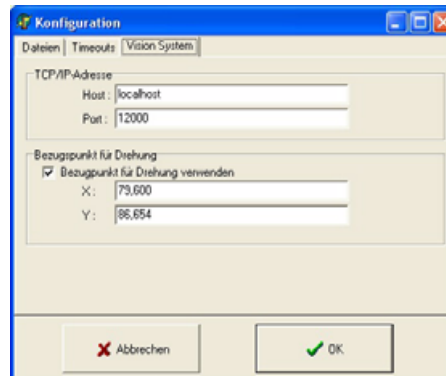 Konfiguration
Dateien Timeouts Vision System
TCP/IP-Adresse
Host: localhost
Port: 12000
Bezugspunkt für Drehung
Bezugpunkt für Drehung verwenden
X: 79,600
Y: 86,654
Abbrechen OK